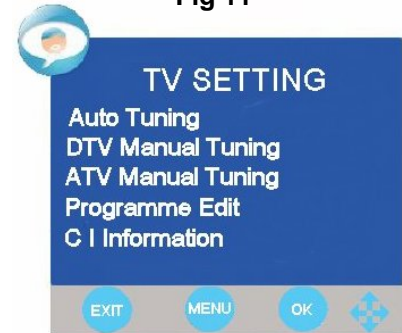 Fig 11
TV SETTING
Auto Tuning
DTV Manual Tuning
ATV Manual Tuning
Programme Edit
C I Information
EXIT MENU OK